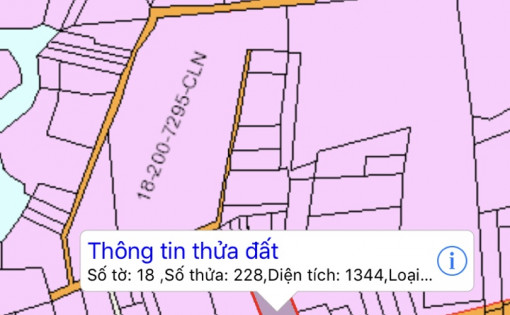 18-200-7295-CLN
Thông tin thửa đất
Số tờ: 18 ,Số thửa: 228,Diện tích: 1344,Loại...